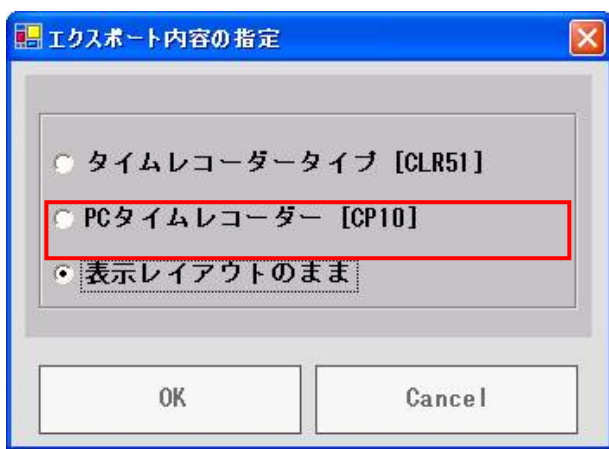 エクスポート内容の指定
タイムレコーダータイプ [CLR51]
PCタイムレコーダー [CP10]
表示レイアウトのまま
OK
Cancel